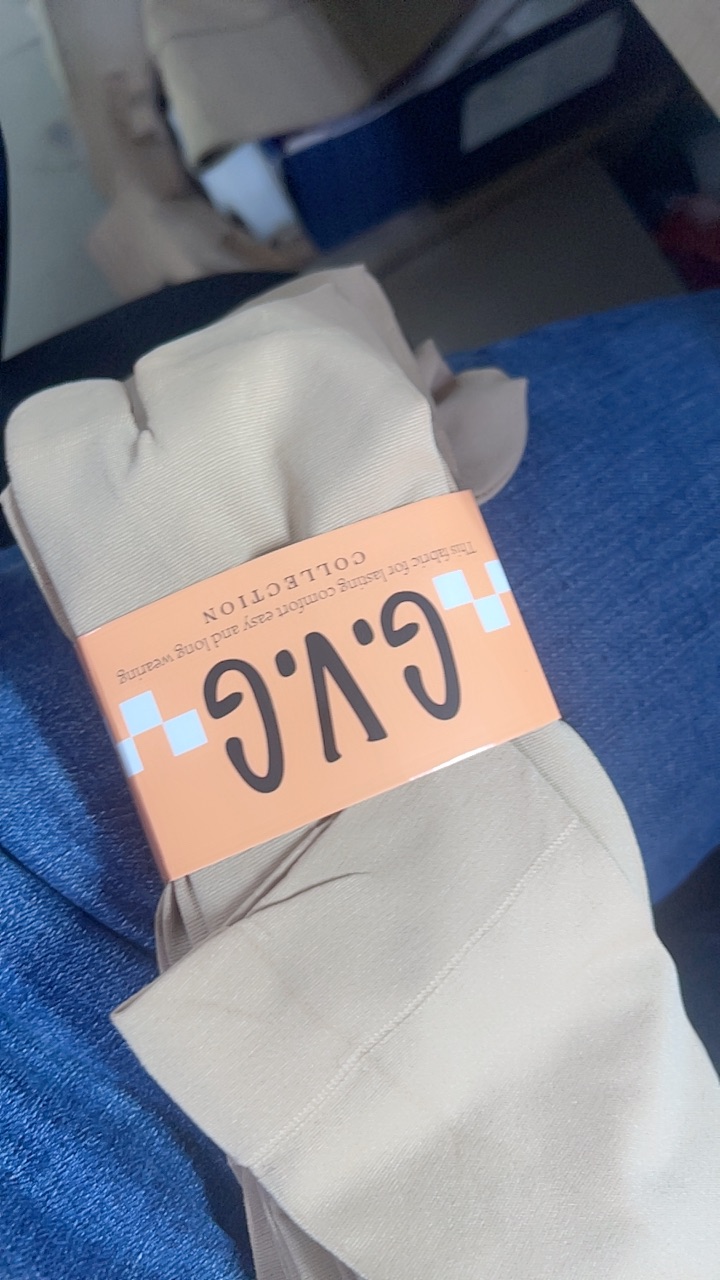 G.V.G
This fabric for lasting comfort easy and long wearing
COLLECTION